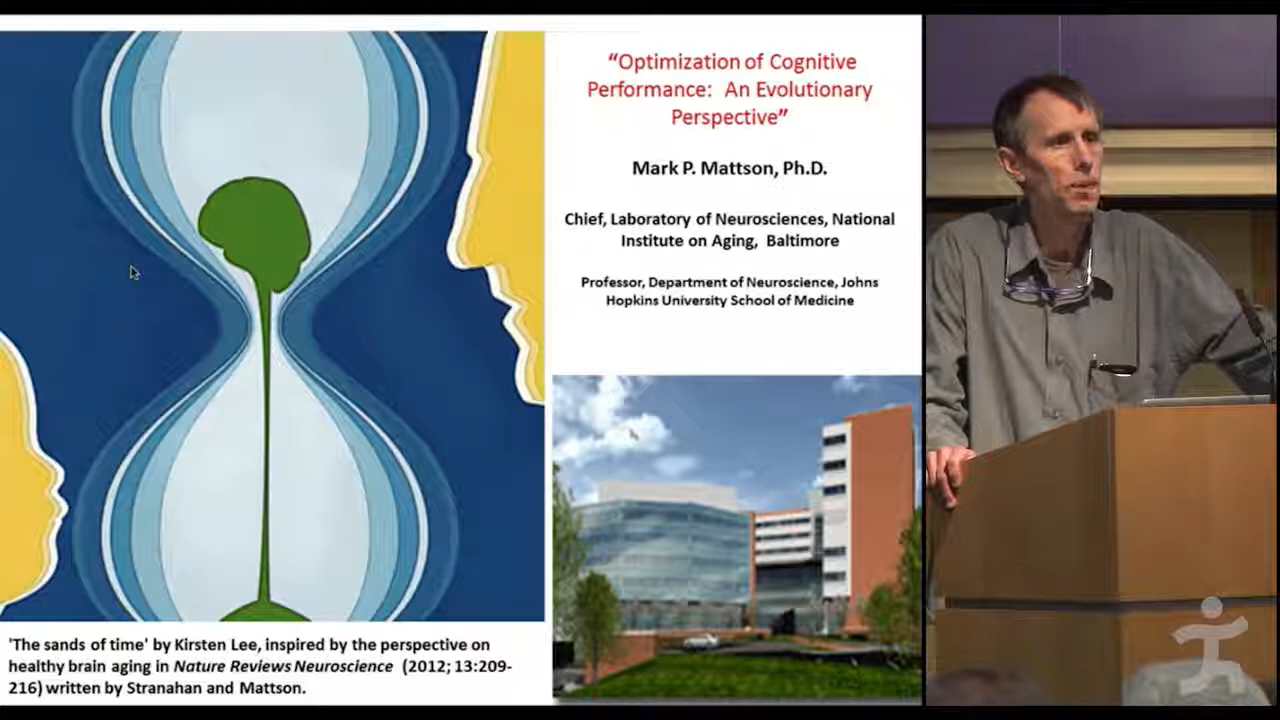 “Optimization of Cognitive
Performance: An Evolutionary
Perspective”
Mark P. Mattson, Ph.D.
Chief, Laboratory of Neurosciences, National
Institute on Aging, Baltimore
Professor, Department of Neuroscience, Johns
Hopkins University School of Medicine
'The sands of time' by Kirsten Lee, inspired by the perspective on
healthy brain aging in Nature Reviews Neuroscience (2012; 13:209-
216) written by Stranahan and Mattson.